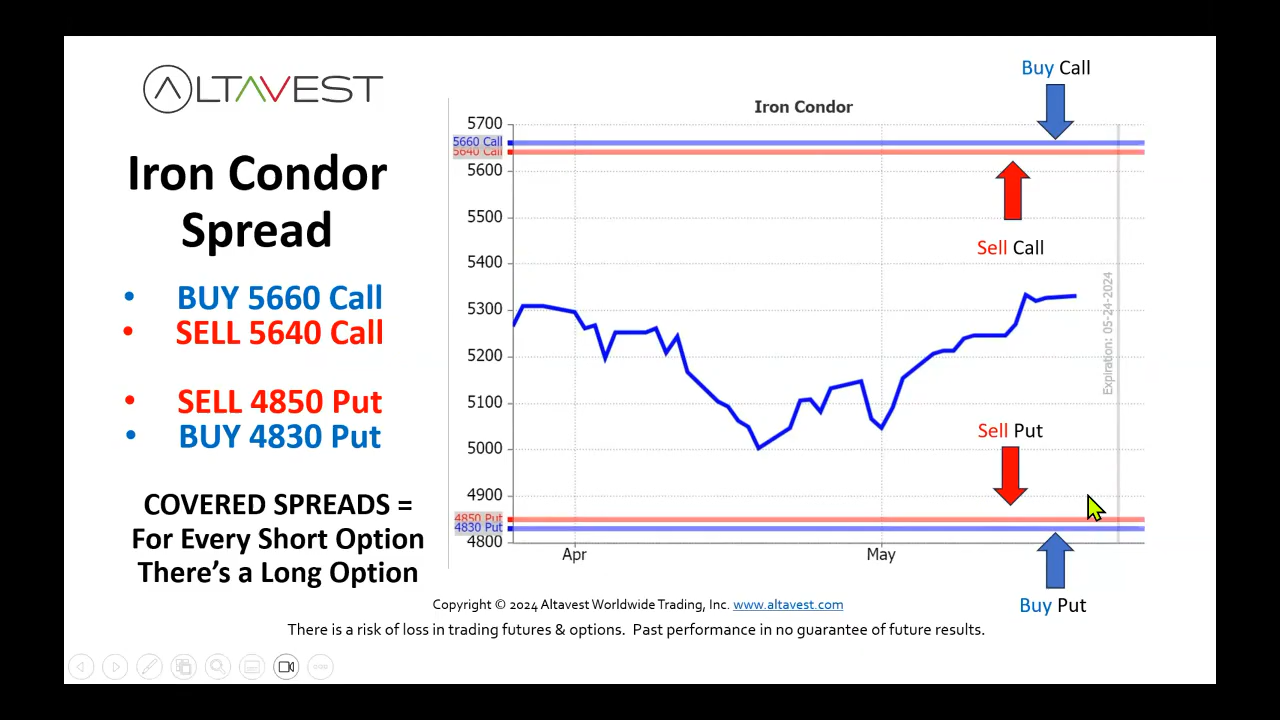 ALTAVEST
Iron Condor
Spread
• BUY 5660 Call
• SELL 5640 Call
• SELL 4850 Put
• BUY 4830 Put
COVERED SPREADS =
For Every Short Option
There's a Long Option
Iron Condor
Buy Call
5700
5660 Call
5640 Call
5600
5500
Sell Call
5400
5300
Expiration: 05-24-2024
5200
5100
Sell Put
5000
4900
4850 Put
4830 Put
4800
Apr
May
Buy Put
Copyright © 2024 Altavest Worldwide Trading, Inc. www.altavest.com
There is a risk of loss in trading futures & options. Past performance in no guarantee of future results.